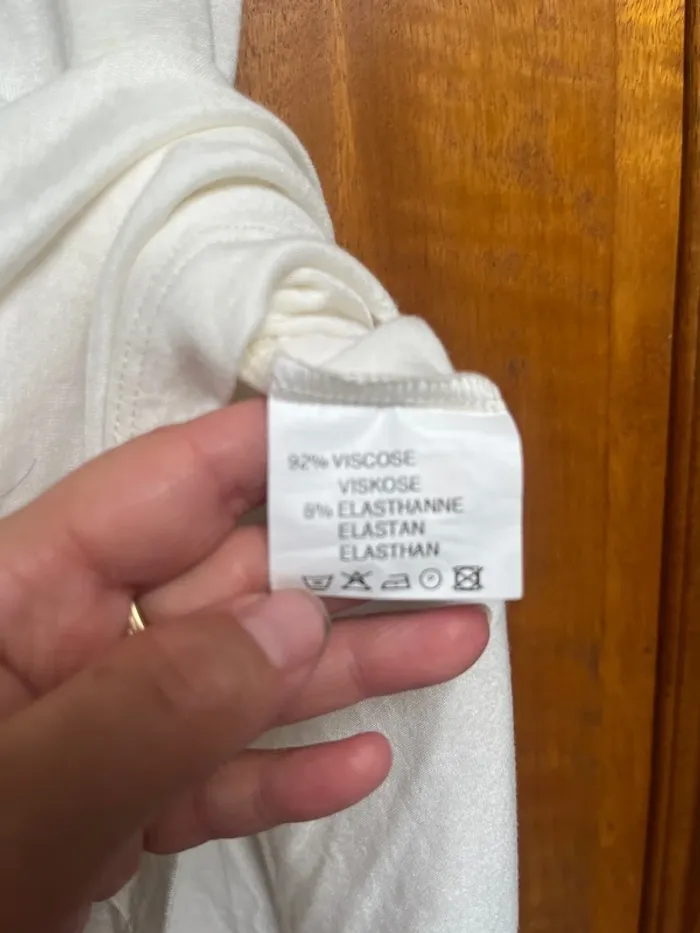 92% VISCOSE
VISKOSE
8% ELASTHANNE
ELASTAN
ELASTHAN